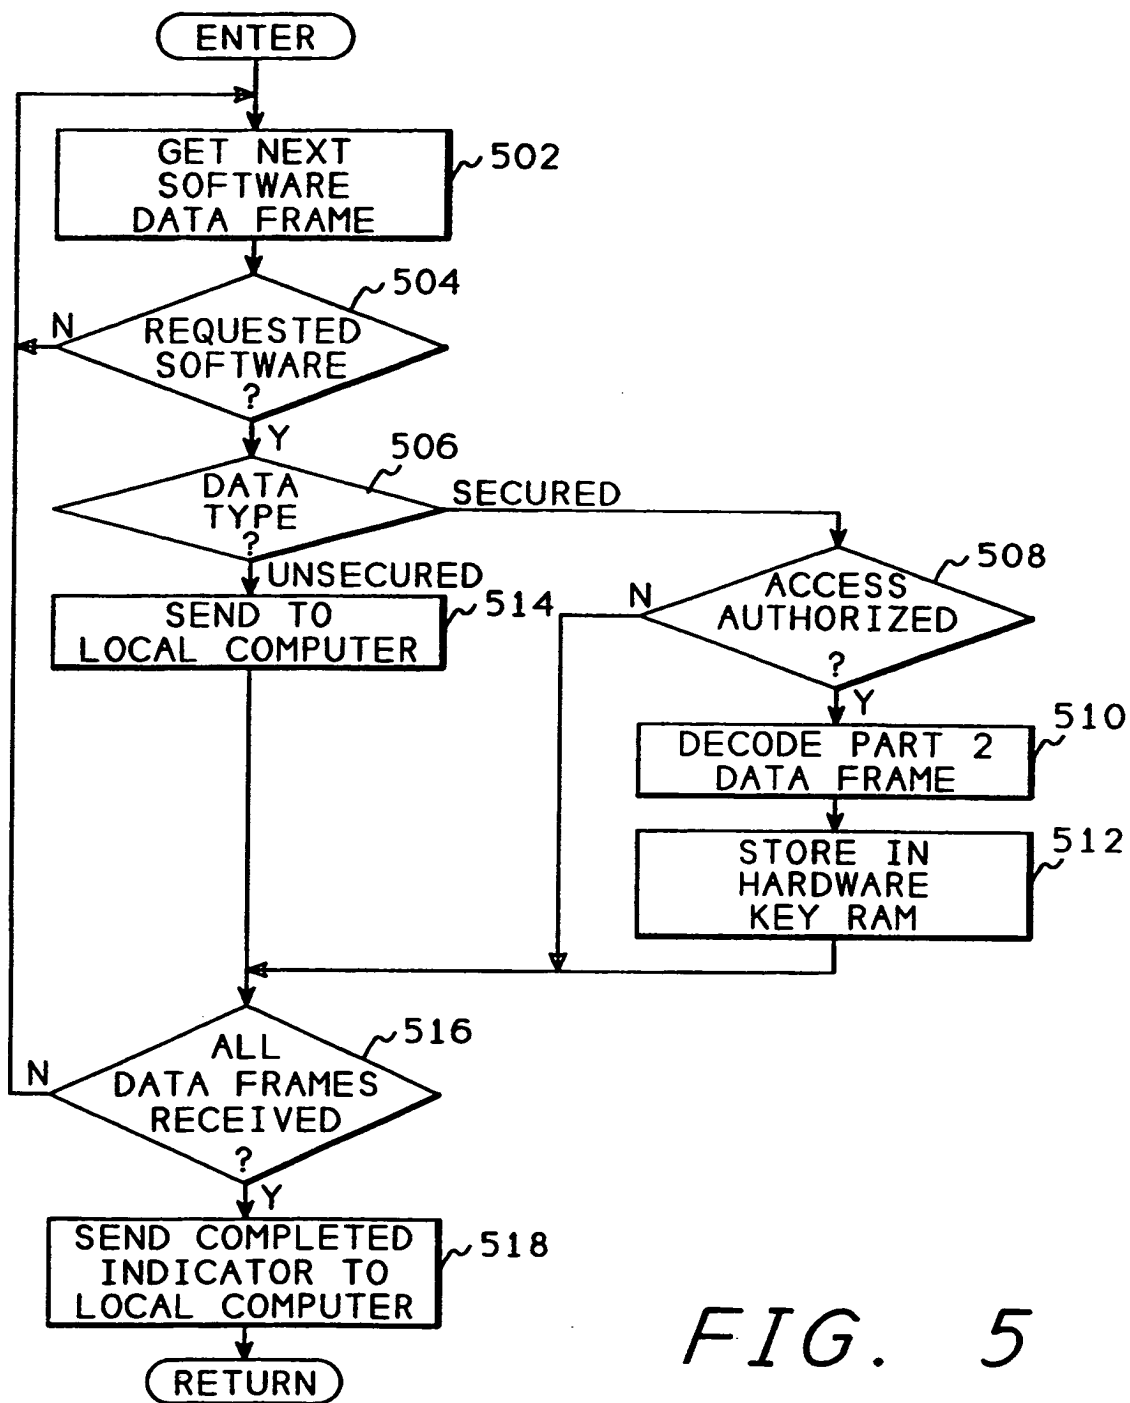 ENTER
GET NEXT
SOFTWARE
DATA FRAME
502
504
N
REQUESTED
SOFTWARE
?
Y
506
DATA
TYPE
?
SECURED
UNSECURED
508
N
ACCESS
AUTHORIZED
?
Y
514
SEND TO
LOCAL COMPUTER
510
DECODE PART 2
DATA FRAME
512
STORE IN
HARDWARE
KEY RAM
516
N
ALL
DATA FRAMES
RECEIVED
?
Y
SEND COMPLETED
INDICATOR TO
LOCAL COMPUTER
518
RETURN
FIG. 5